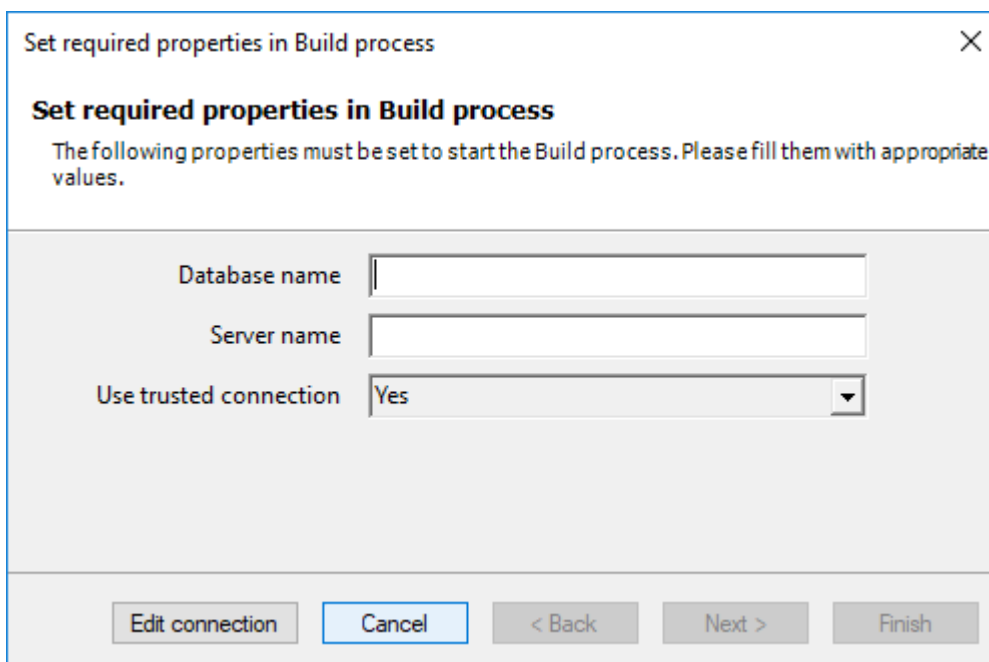 Set required properties in Build process
Set required properties in Build process
The following properties must be set to start the Build process. Please fill them with appropriate
values.
Database name
Server name
Use trusted connection Yes
Edit connection Cancel < Back Next > Finish